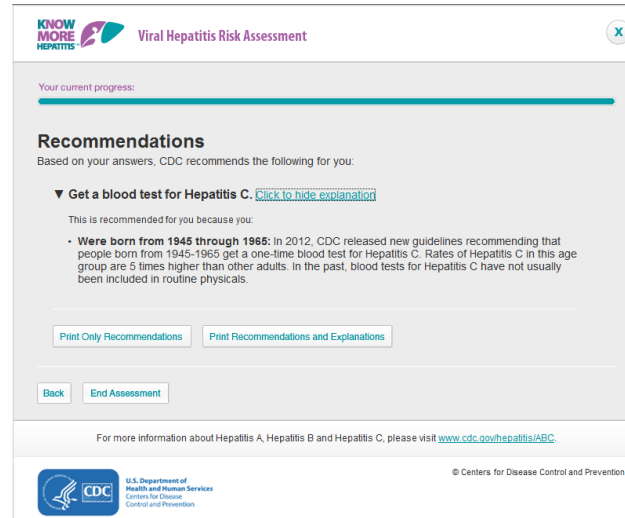 KNOW
MORE
HEPATITIS™
Viral Hepatitis Risk Assessment
X
Your current progress:
Recommendations
Based on your answers, CDC recommends the following for you:
▼ Get a blood test for Hepatitis C. Click to hide explanation
This is recommended for you because you:
• Were born from 1945 through 1965: In 2012, CDC released new guidelines recommending that
people born from 1945-1965 get a one-time blood test for Hepatitis C. Rates of Hepatitis C in this age
group are 5 times higher than other adults. In the past, blood tests for Hepatitis C have not usually
been included in routine physicals.
Print Only Recommendations
Print Recommendations and Explanations
Back
End Assessment
For more information about Hepatitis A, Hepatitis B and Hepatitis C, please visit www.cdc.gov/hepatitis/ABC.
© Centers for Disease Control and Prevention
CDC
U.S. Department of
Health and Human Services
Centers for Disease
Control and Prevention